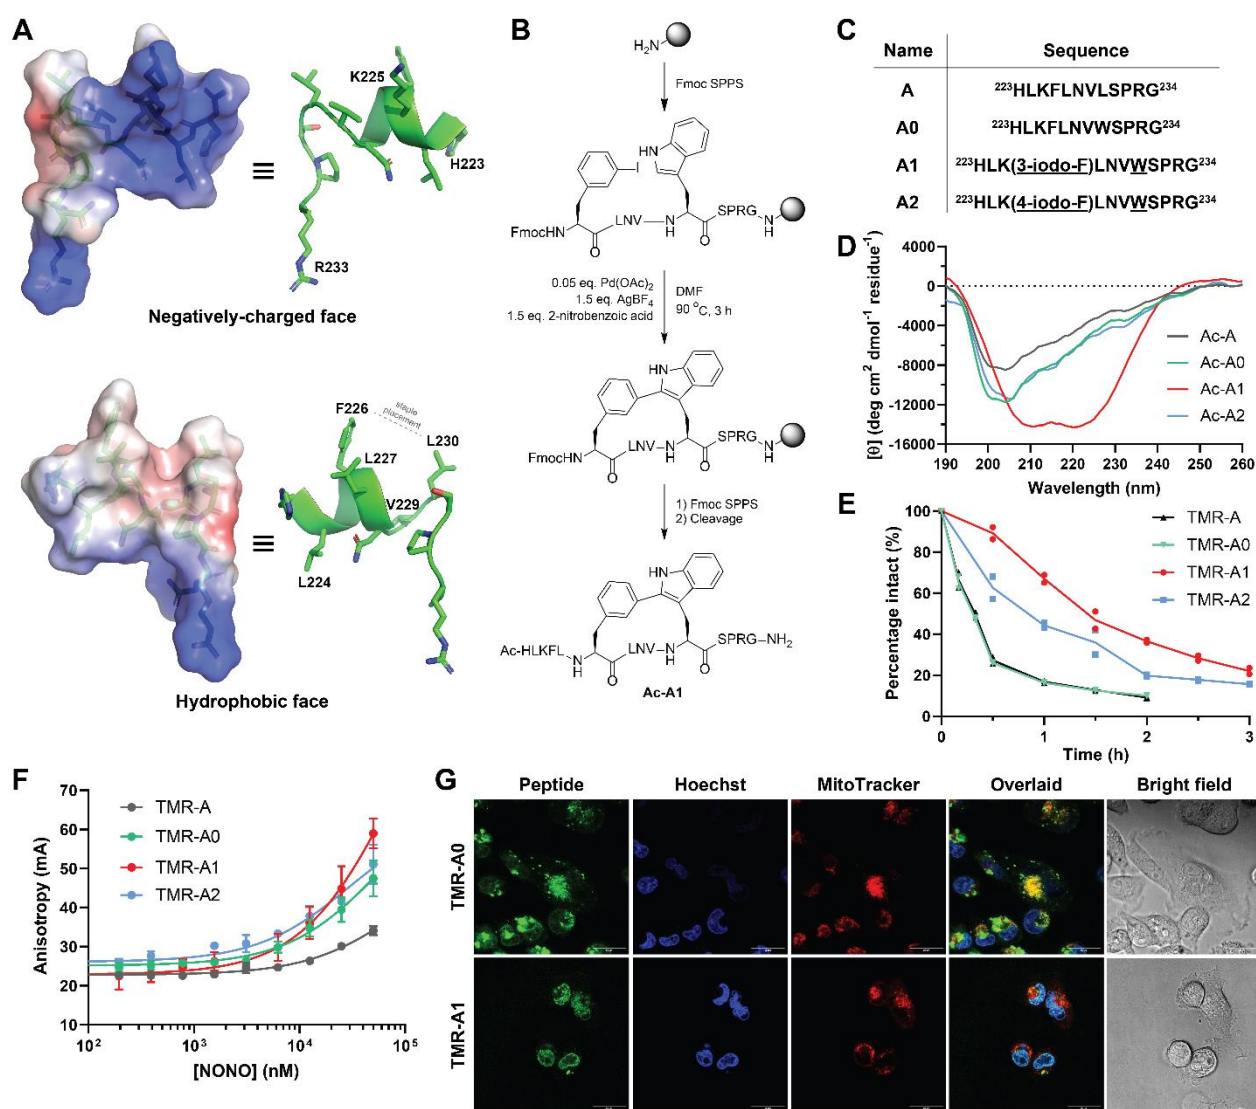 A
K225
H223
R233
Negatively-charged face
F226
staple
placement
L230
L227
V229
L224
Hydrophobic face
B
H2N
Fmoc SPPS
HN
I
FmocHN
O
LNV
N
H
O
SPRG
N
H
0.05 eq. Pd(OAc)2
1.5 eq. AgBF4
1.5 eq. 2-nitrobenzoic acid
DMF
90 °C, 3 h
HN
FmocHN
O
LNV
N
H
O
SPRG
N
H
1) Fmoc SPPS
2) Cleavage
HN
Ac-HLKFL
N
H
O
LNV
N
H
O
SPRG-NH2
Ac-A1
C
Name Sequence
A 223HLKFLNVLSPRG234
A0 223HLKFLNVWSPRG234
A1 223HLK(3-iodo-F)LNVWSPRG234
A2 223HLK(4-iodo-F)LNVWSPRG234
D
[θ] (deg cm2 dmol-1 residue-1)
4000
0
-4000
-8000
-12000
-16000
190 200 210 220 230 240 250 260
Wavelength (nm)
Ac-A
Ac-A0
Ac-A1
Ac-A2
E
Percentage intact (%)
100
80
60
40
20
0
0 1 2 3
Time (h)
TMR-A
TMR-A0
TMR-A1
TMR-A2
F
Anisotropy (mA)
70
60
50
40
30
20
10
102 103 104 105
[NONO] (nM)
TMR-A
TMR-A0
TMR-A1
TMR-A2
G
Peptide Hoechst MitoTracker Overlaid Bright field
TMR-A0
TMR-A1